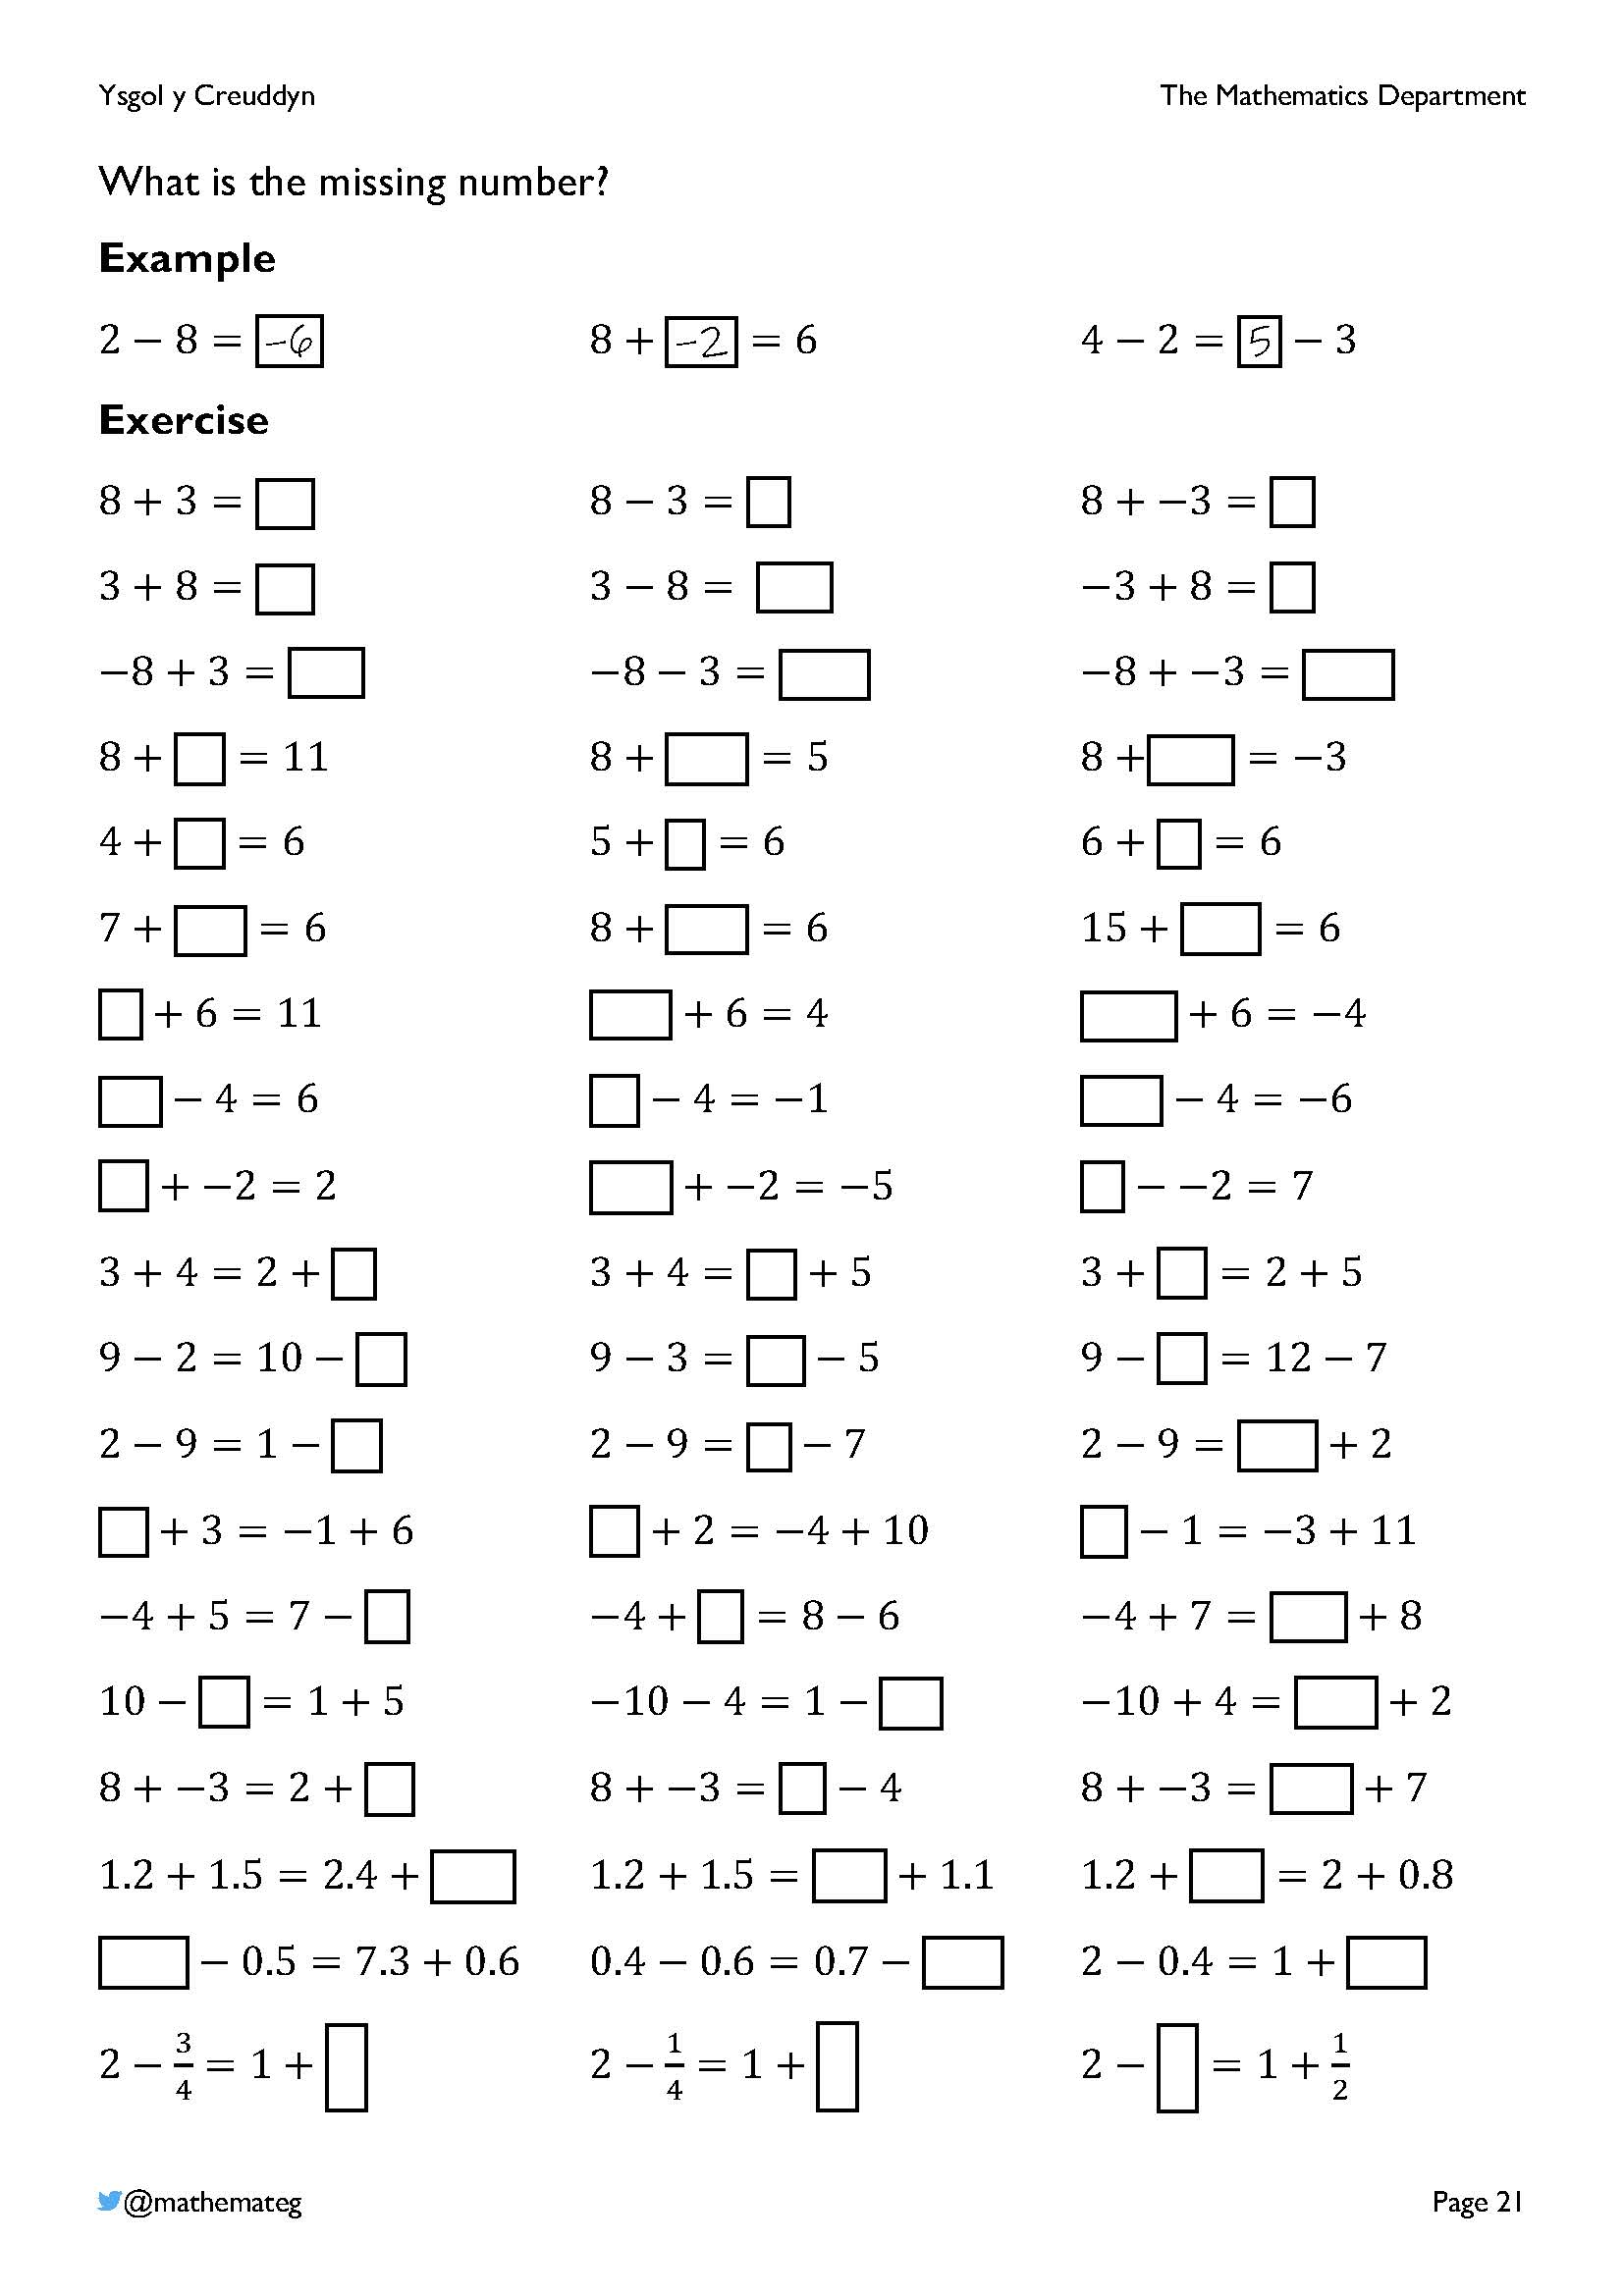 Ysgol y Creuddyn The Mathematics Department
What is the missing number?
Example
2 − 8 = -6 8 + -2 = 6 4 − 2 = 5 − 3
Exercise
8 + 3 = □ 8 − 3 = □ 8 + −3 = □
3 + 8 = □ 3 − 8 = □ −3 + 8 = □
−8 + 3 = □ −8 − 3 = □ −8 + −3 = □
8 + □ = 11 8 + □ = 5 8 + □ = −3
4 + □ = 6 5 + □ = 6 6 + □ = 6
7 + □ = 6 8 + □ = 6 15 + □ = 6
□ + 6 = 11 □ + 6 = 4 □ + 6 = −4
□ − 4 = 6 □ − 4 = −1 □ − 4 = −6
□ + −2 = 2 □ + −2 = −5 □ − −2 = 7
3 + 4 = 2 + □ 3 + 4 = □ + 5 3 + □ = 2 + 5
9 − 2 = 10 − □ 9 − 3 = □ − 5 9 − □ = 12 − 7
2 − 9 = 1 − □ 2 − 9 = □ − 7 2 − 9 = □ + 2
□ + 3 = −1 + 6 □ + 2 = −4 + 10 □ − 1 = −3 + 11
−4 + 5 = 7 − □ −4 + □ = 8 − 6 −4 + 7 = □ + 8
10 − □ = 1 + 5 −10 − 4 = 1 − □ −10 + 4 = □ + 2
8 + −3 = 2 + □ 8 + −3 = □ − 4 8 + −3 = □ + 7
1.2 + 1.5 = 2.4 + □ 1.2 + 1.5 = □ + 1.1 1.2 + □ = 2 + 0.8
□ − 0.5 = 7.3 + 0.6 0.4 − 0.6 = 0.7 − □ 2 − 0.4 = 1 + □
2 − 3/4 = 1 + □ 2 − 1/4 = 1 + □ 2 − □ = 1 + 1/2
@mathemateg Page 21